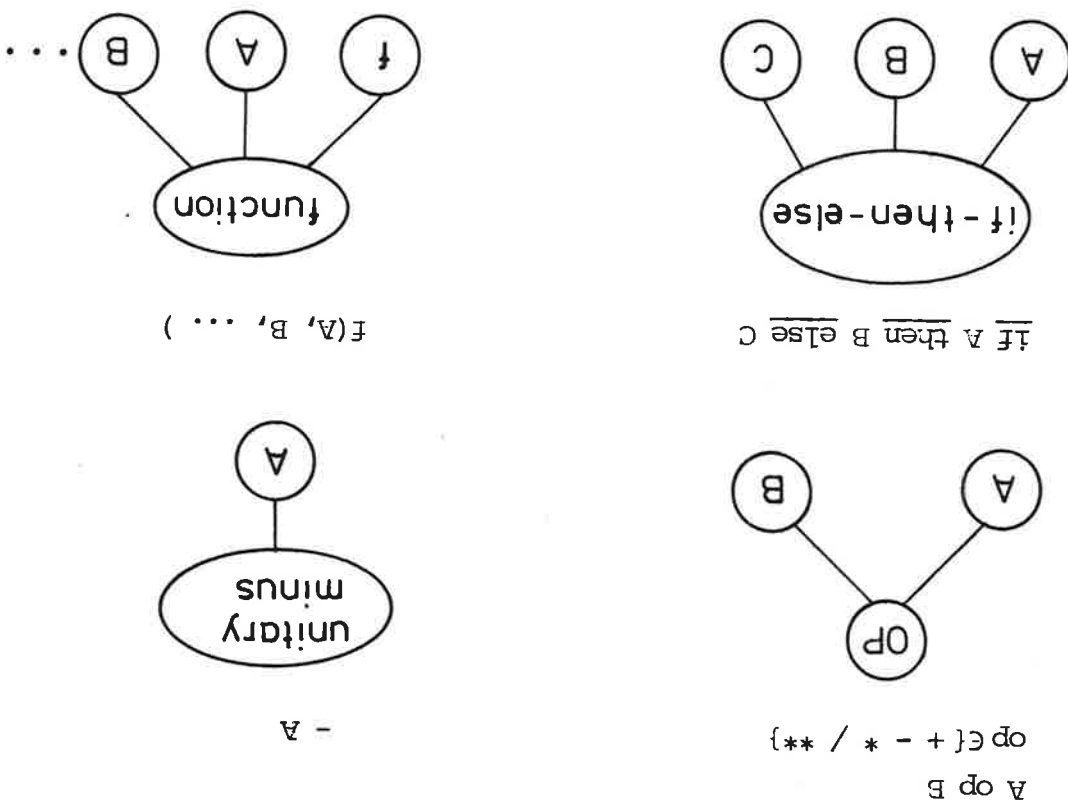 A op B
op ∈{+ - * / **}
OP
A B
- A
unitary
minus
A
if A then B else C
if-then-else
A B C
f(A, B, ... )
function
f A B ...